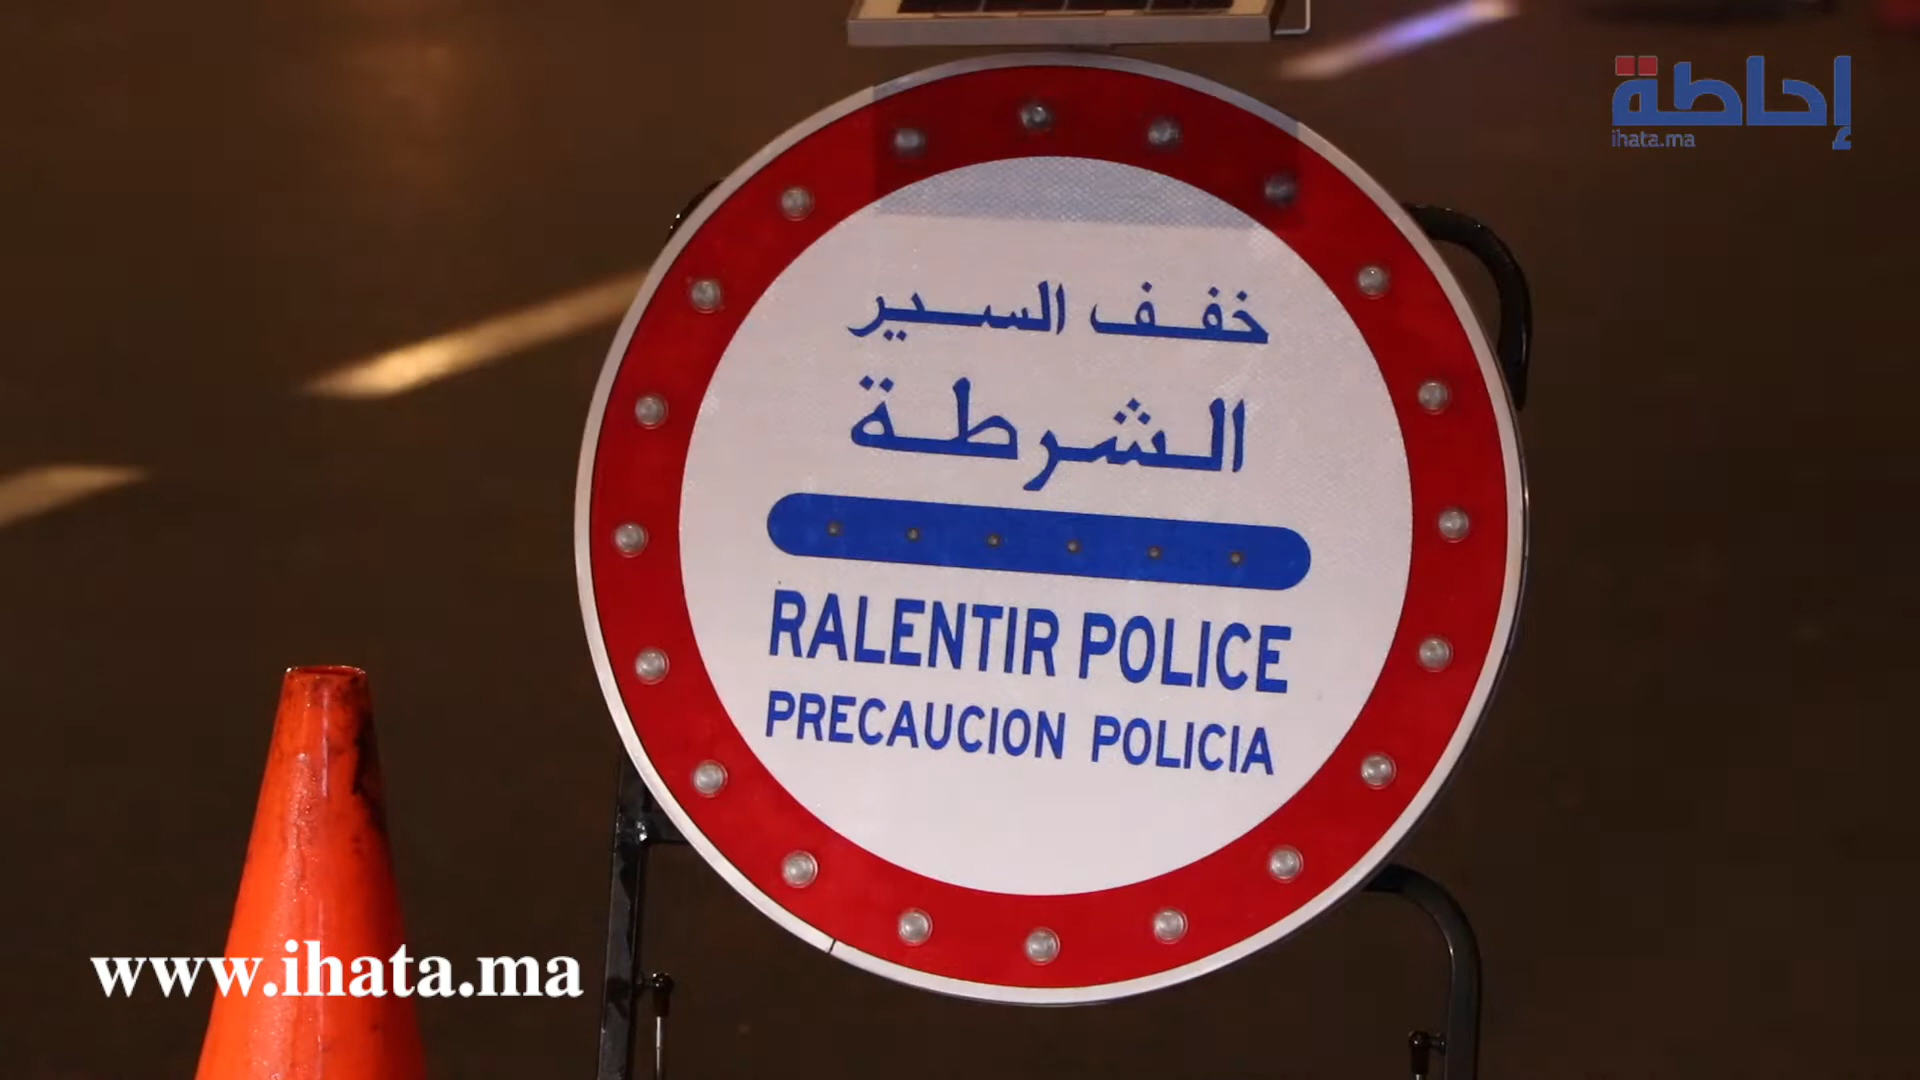 إحاطة
ihata.ma
خفف السير
الشرطة
RALENTIR POLICE
PRECAUCION POLICIA
www.ihata.ma